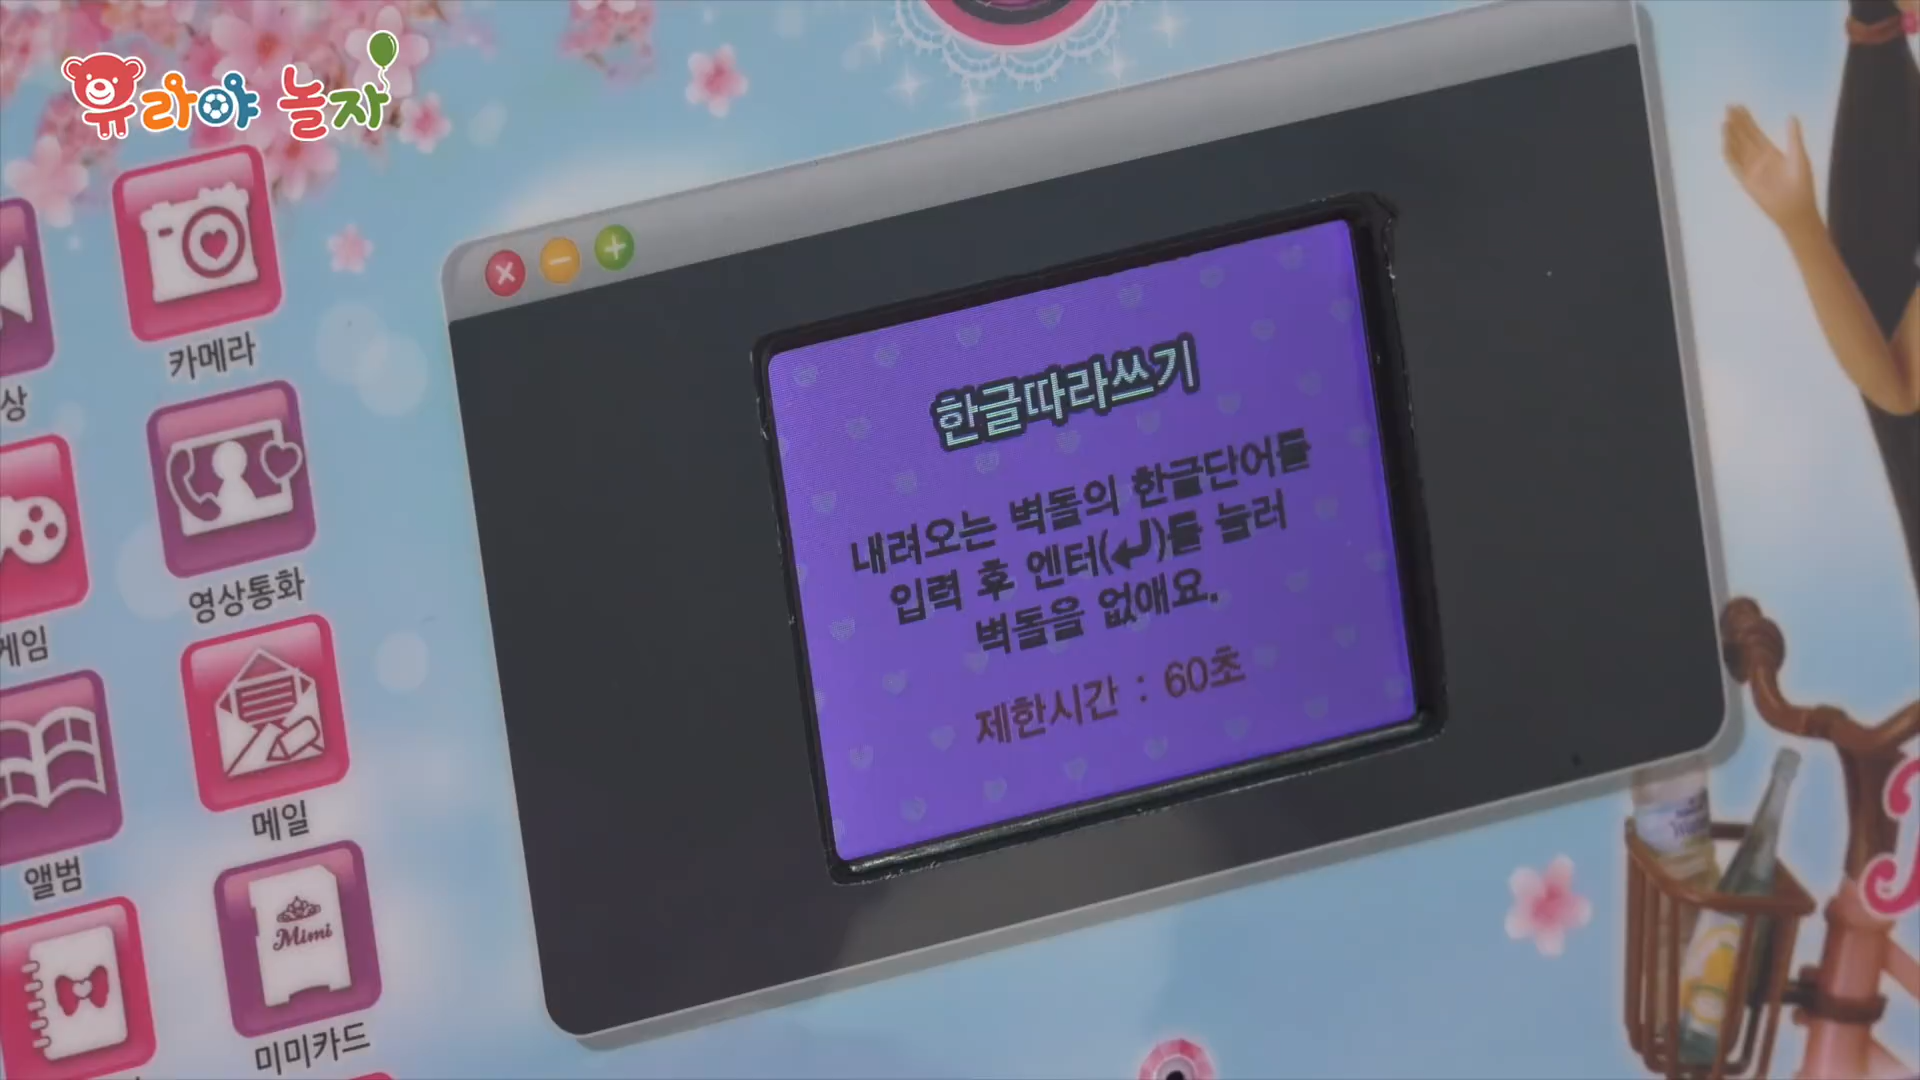 유라야 놀자
카메라
상
영상통화
게임
메일
앨범
Mimi
미미카드
한글따라쓰기
내려오는 벽돌의 한글단어를
입력 후 엔터(↲)를 눌러
벽돌을 없애요.
제한시간 : 60초